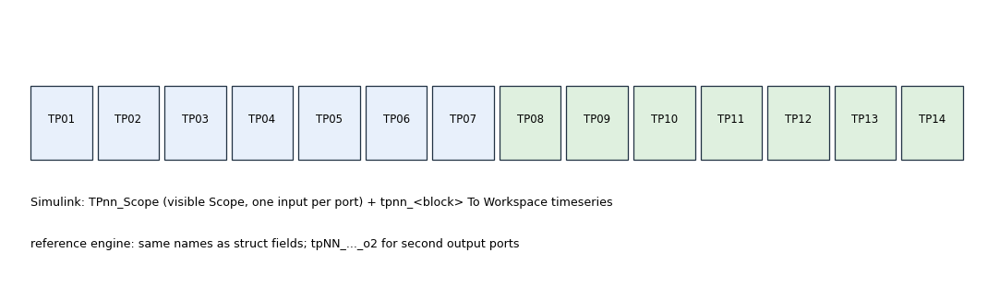 TP01 TP02 TP03 TP04 TP05 TP06 TP07 TP08 TP09 TP10 TP11 TP12 TP13 TP14
Simulink: TPnn_Scope (visible Scope, one input per port) + tpnn_<block> To Workspace timeseries
reference engine: same names as struct fields; tpNN_..._o2 for second output ports